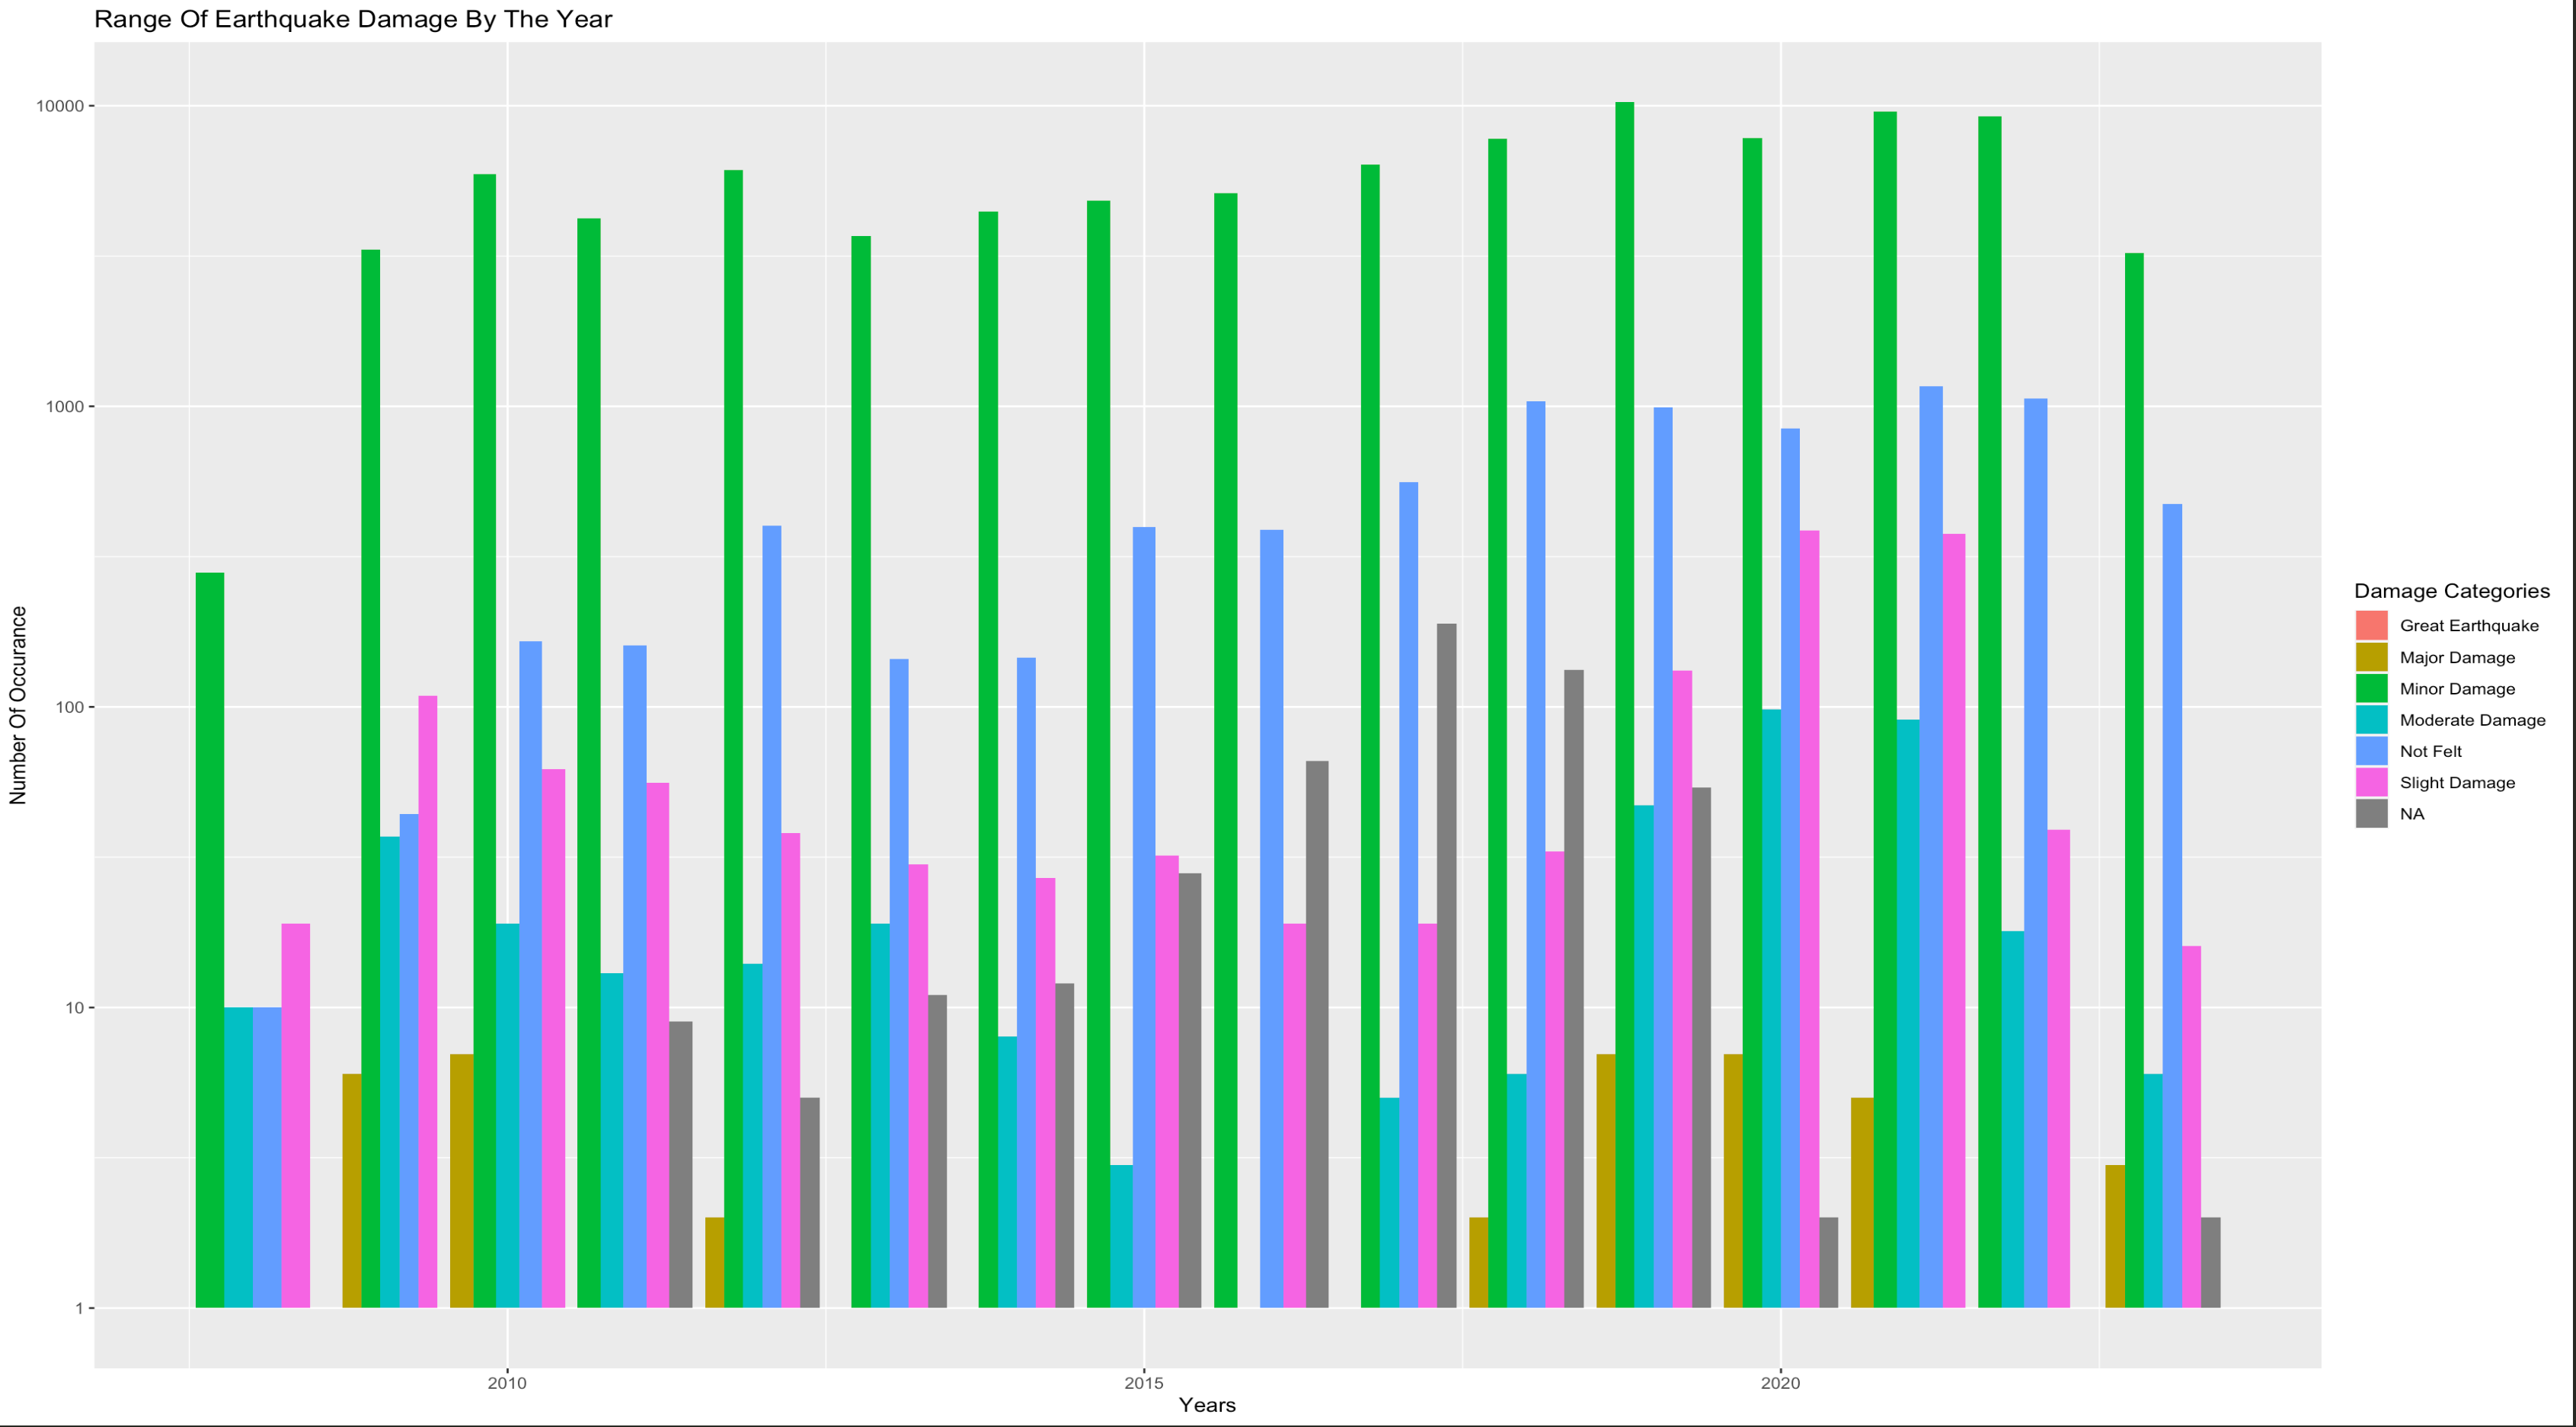 Range Of Earthquake Damage By The Year
10000
1000
100
10
1
Number Of Occurance
2010
2015
2020
Years
Damage Categories
Great Earthquake
Major Damage
Minor Damage
Moderate Damage
Not Felt
Slight Damage
NA